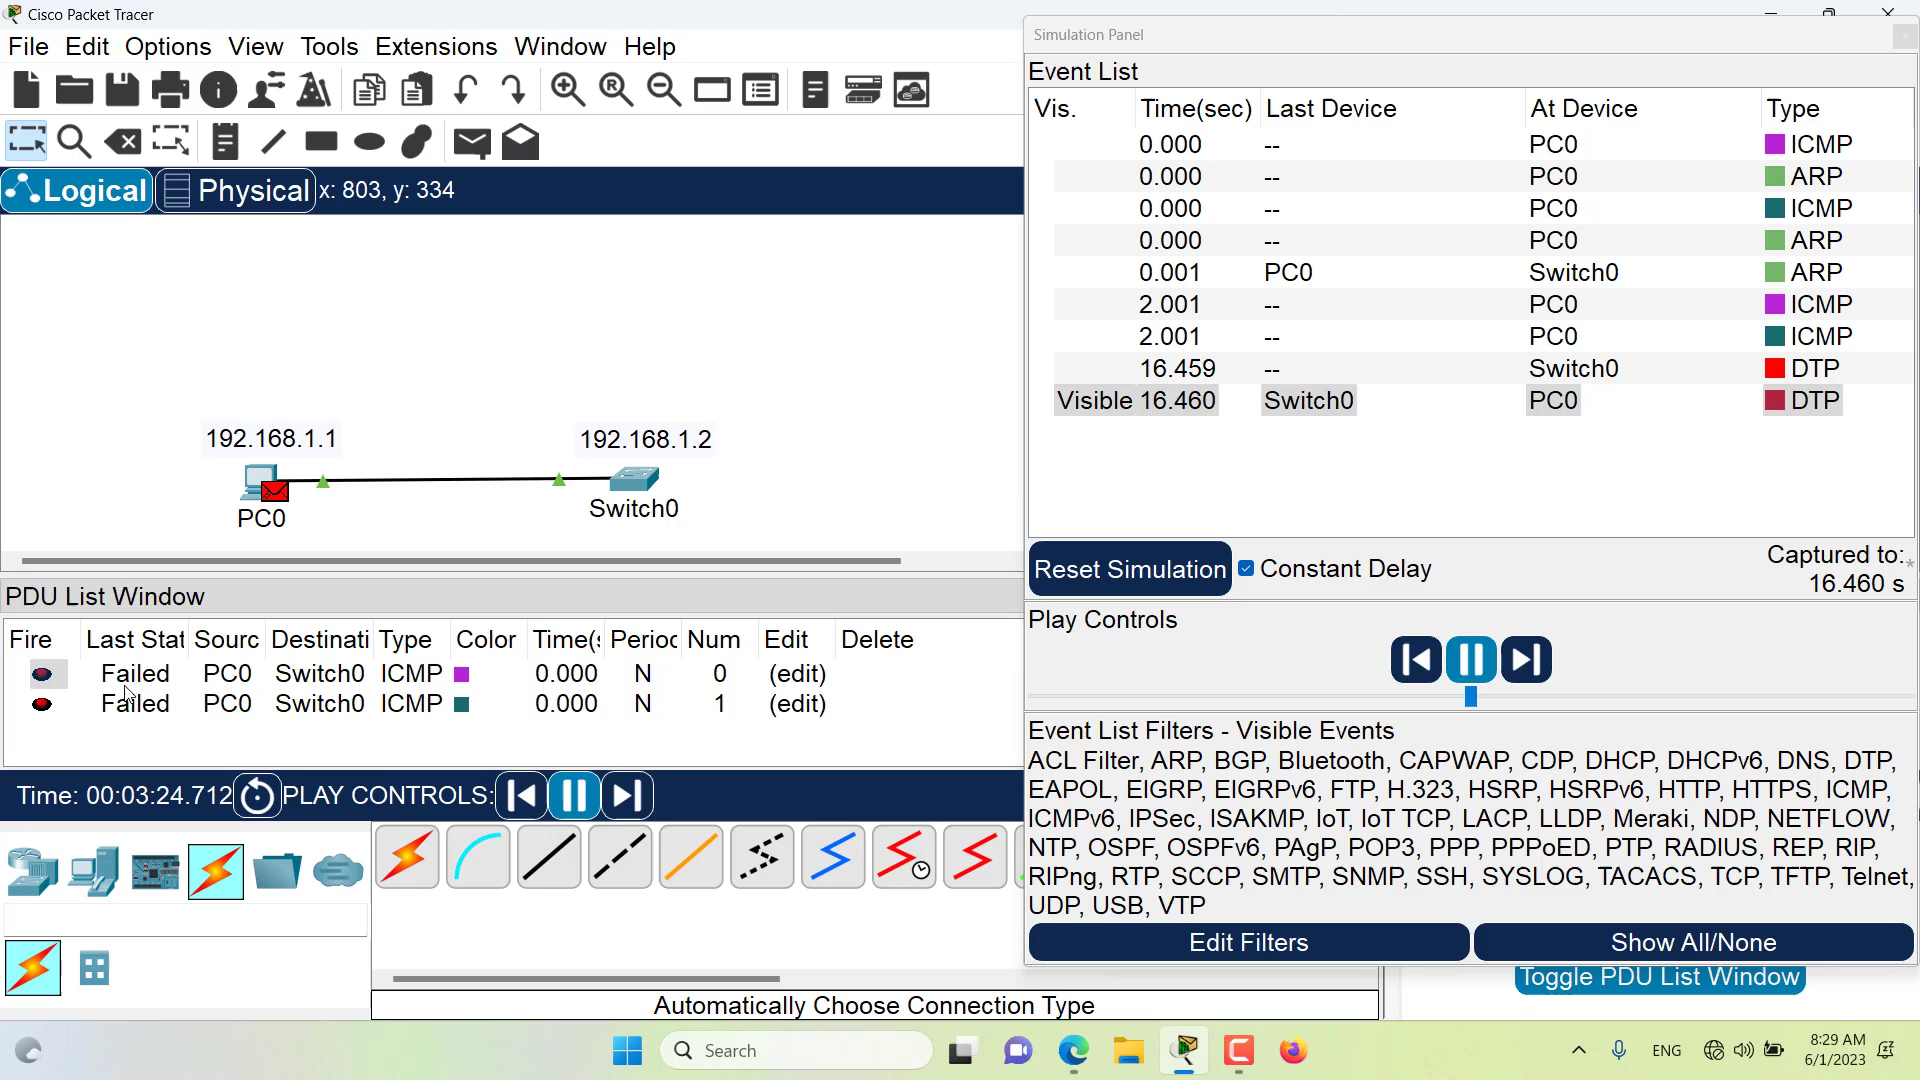 Cisco Packet Tracer
File Edit Options View Tools Extensions Window Help
Logical Physical x: 803, y: 334
192.168.1.1
192.168.1.2
PC0
Switch0
PDU List Window
Fire Last Stat Sourc Destinati Type Color Time(s Perioc Num Edit Delete
Failed PC0 Switch0 ICMP 0.000 N 0 (edit)
Failed PC0 Switch0 ICMP 0.000 N 1 (edit)
Time: 00:03:24.712 PLAY CONTROLS:
Automatically Choose Connection Type
Simulation Panel
Event List
Vis. Time(sec) Last Device At Device Type
0.000 -- PC0 ICMP
0.000 -- PC0 ARP
0.000 -- PC0 ICMP
0.000 -- PC0 ARP
0.001 PC0 Switch0 ARP
2.001 -- PC0 ICMP
2.001 -- PC0 ICMP
16.459 -- Switch0 DTP
Visible 16.460 Switch0 PC0 DTP
Reset Simulation Constant Delay Captured to: *
16.460 s
Play Controls
Event List Filters - Visible Events
ACL Filter, ARP, BGP, Bluetooth, CAPWAP, CDP, DHCP, DHCPv6, DNS, DTP,
EAPOL, EIGRP, EIGRPv6, FTP, H.323, HSRP, HSRPv6, HTTP, HTTPS, ICMP,
ICMPv6, IPSec, ISAKMP, IoT, IoT TCP, LACP, LLDP, Meraki, NDP, NETFLOW,
NTP, OSPF, OSPFv6, PAgP, POP3, PPP, PPPoED, PTP, RADIUS, REP, RIP,
RIPng, RTP, SCCP, SMTP, SNMP, SSH, SYSLOG, TACACS, TCP, TFTP, Telnet,
UDP, USB, VTP
Edit Filters Show All/None
Toggle PDU List Window
Search
ENG
8:29 AM
6/1/2023